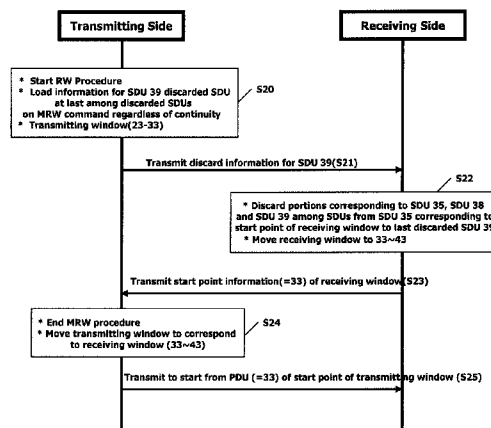 Transmitting Side
Receiving Side
* Start RW Procedure
* Load information for SDU 39 discarded SDU
at last among discarded SDUs
on MRW command regardless of continuity
* Transmitting window(23-33)
S20
Transmit discard information for SDU 39(S21)
S22
* Discard portions corresponding to SDU 35, SDU 38
and SDU 39 among SDUs from SDU 35 corresponding to
start point of receiving window to last discarded SDU 39
* Move receiving window to 33~43
Transmit start point information(=33) of receiving window(S23)
* End MRW procedure
* Move transmitting window to correspond
to receiving window (33~43)
S24
Transmit to start from PDU (=33) of start point of transmitting window (S25)